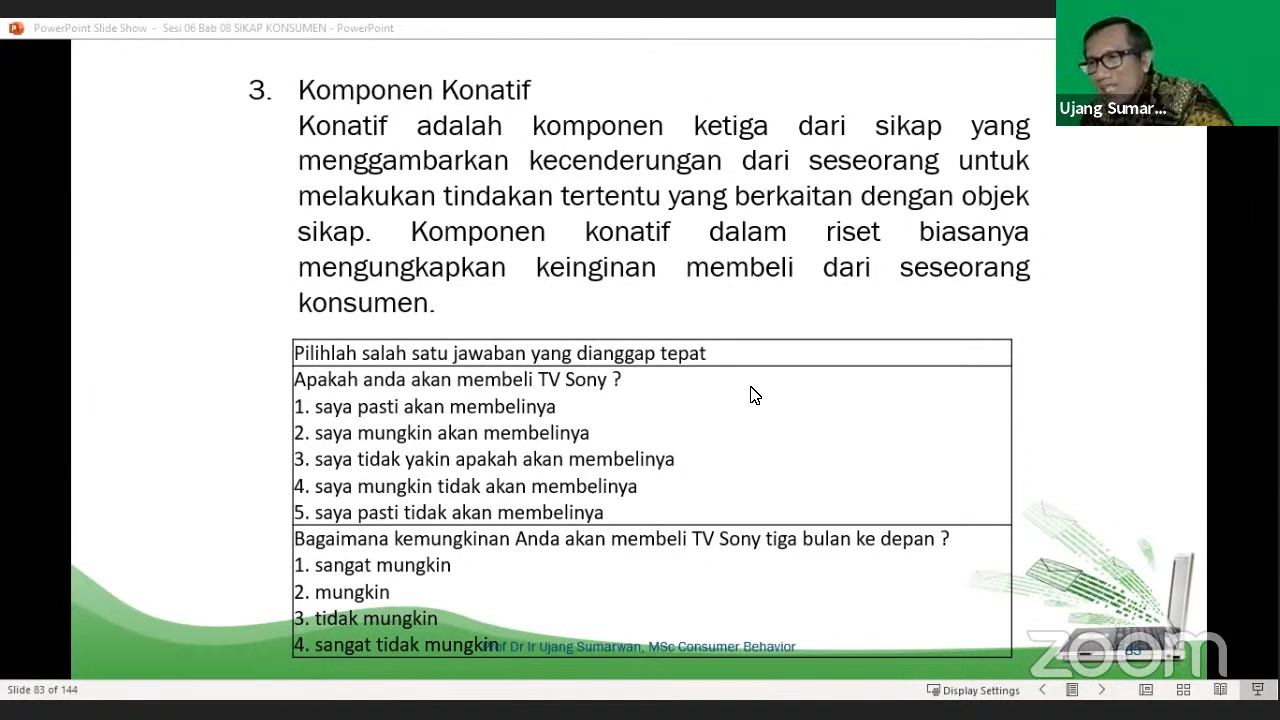 PowerPoint Slide Show - Sesi 06 Bab 08 SIKAP KONSUMEN - PowerPoint
Ujang Sumar...
3. Komponen Konatif
Konatif adalah komponen ketiga dari sikap yang
menggambarkan kecenderungan dari seseorang untuk
melakukan tindakan tertentu yang berkaitan dengan objek
sikap. Komponen konatif dalam riset biasanya
mengungkapkan keinginan membeli dari seseorang
konsumen.
Pilihlah salah satu jawaban yang dianggap tepat
Apakah anda akan membeli TV Sony ?
1. saya pasti akan membelinya
2. saya mungkin akan membelinya
3. saya tidak yakin apakah akan membelinya
4. saya mungkin tidak akan membelinya
5. saya pasti tidak akan membelinya
Bagaimana kemungkinan Anda akan membeli TV Sony tiga bulan ke depan ?
1. sangat mungkin
2. mungkin
3. tidak mungkin
4. sangat tidak mungkin
Prof Dr Ir Ujang Sumarwan, MSc Consumer Behavior
83
zoom
Slide 83 of 144
Display Settings